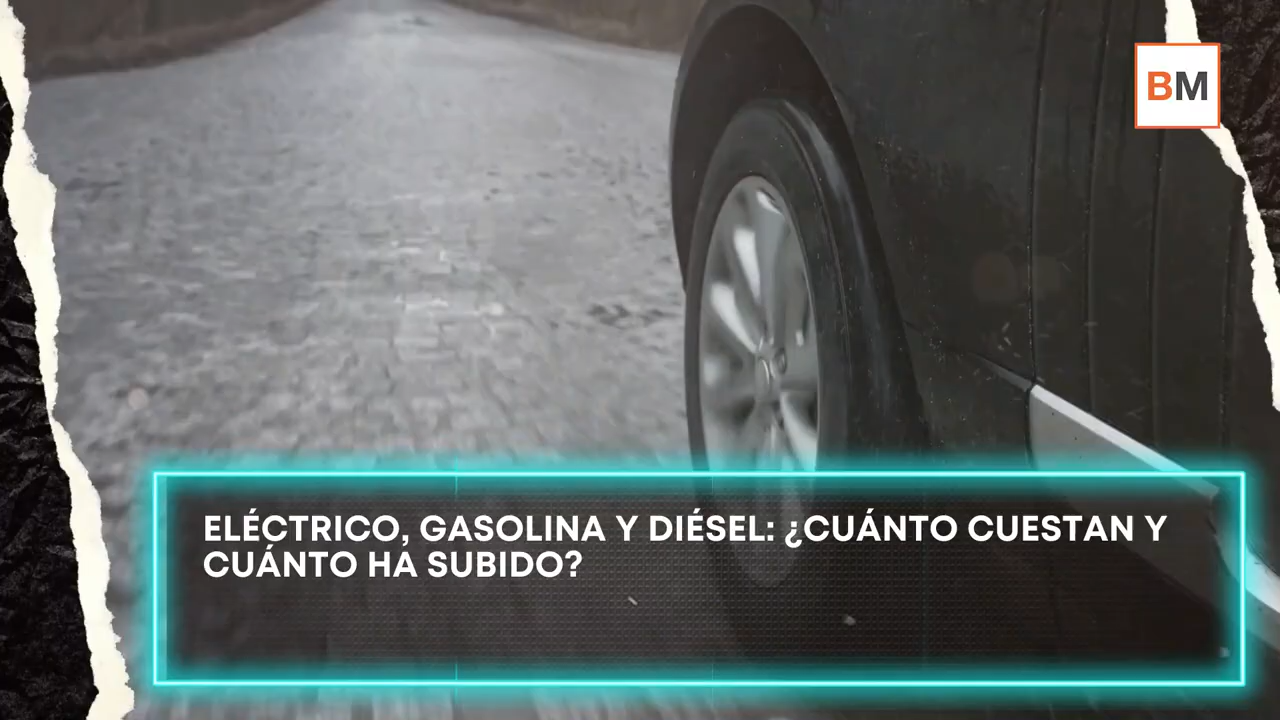 BM
ELÉCTRICO, GASOLINA Y DIÉSEL: ¿CUÁNTO CUESTAN Y
CUÁNTO HA SUBIDO?